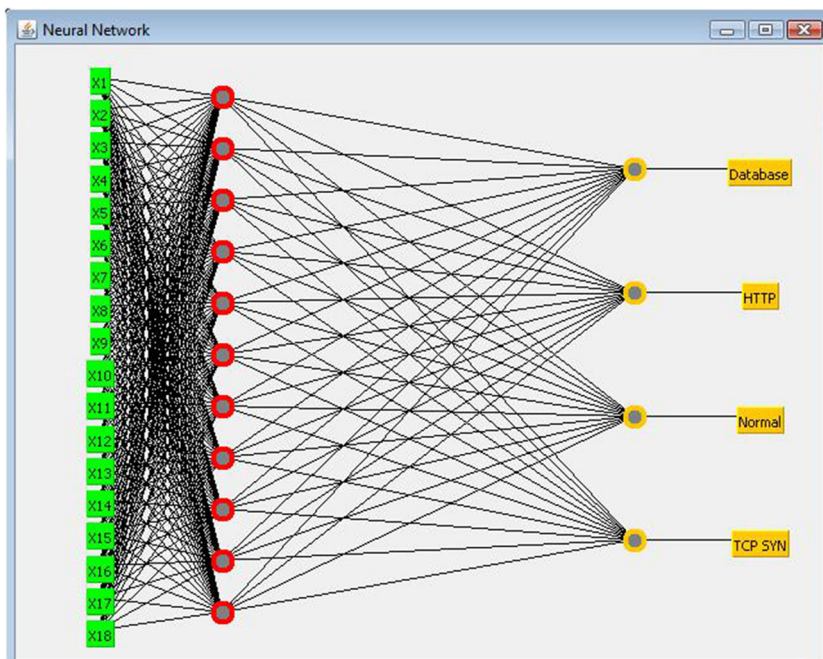 Neural Network
X1
X2
X3
X4
X5
X6
X7
X8
X9
X10
X11
X12
X13
X14
X15
X16
X17
X18
Database
HTTP
Normal
TCP SYN